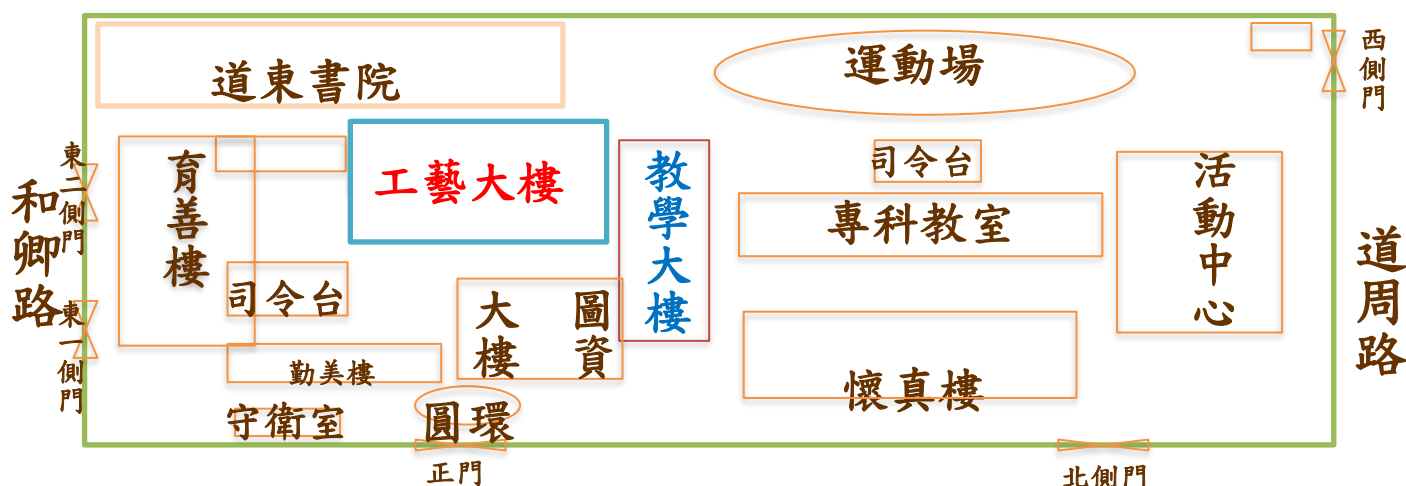 道東書院
運動場
西側門
東二側門
育善樓
工藝大樓
教學大樓
司令台
專科教室
活動中心
和卿路
道周路
司令台
圖資
大樓
東一側門
勤美樓
懷真樓
守衛室
圓環
正門
北側門